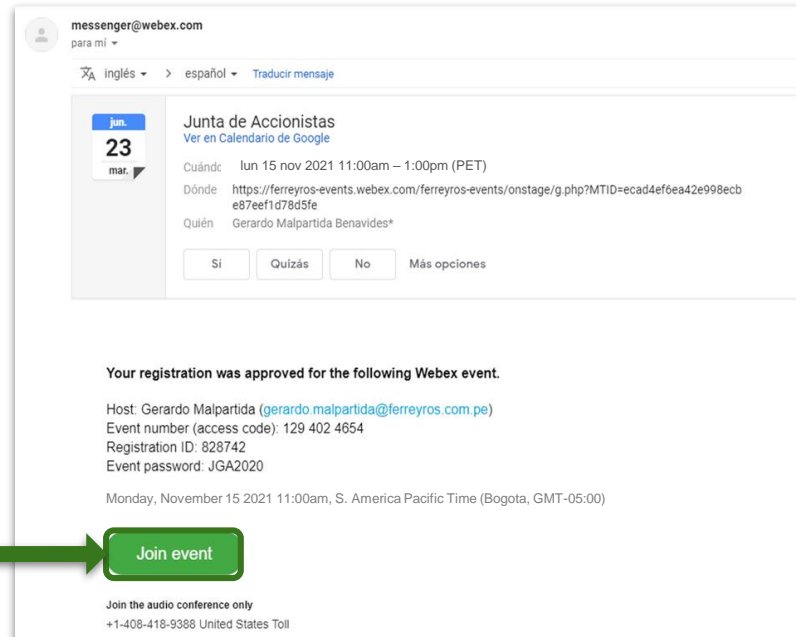 messenger@webex.com
para mí
inglés > español Traducir mensaje
jun.
23
mar.
Junta de Accionistas
Ver en Calendario de Google
Cuándo lun 15 nov 2021 11:00am – 1:00pm (PET)
Dónde https://ferreyros-events.webex.com/ferreyros-events/onstage/g.php?MTID=ecad4ef6ea42e998ecb
e87eef1d78d5fe
Quién Gerardo Malpartida Benavides*
Sí Quizás No Más opciones
Your registration was approved for the following Webex event.
Host: Gerardo Malpartida (gerardo.malpartida@ferreyros.com.pe)
Event number (access code): 129 402 4654
Registration ID: 828742
Event password: JGA2020
Monday, November 15 2021 11:00am, S. America Pacific Time (Bogota, GMT-05:00)
Join event
Join the audio conference only
+1-408-418-9388 United States Toll